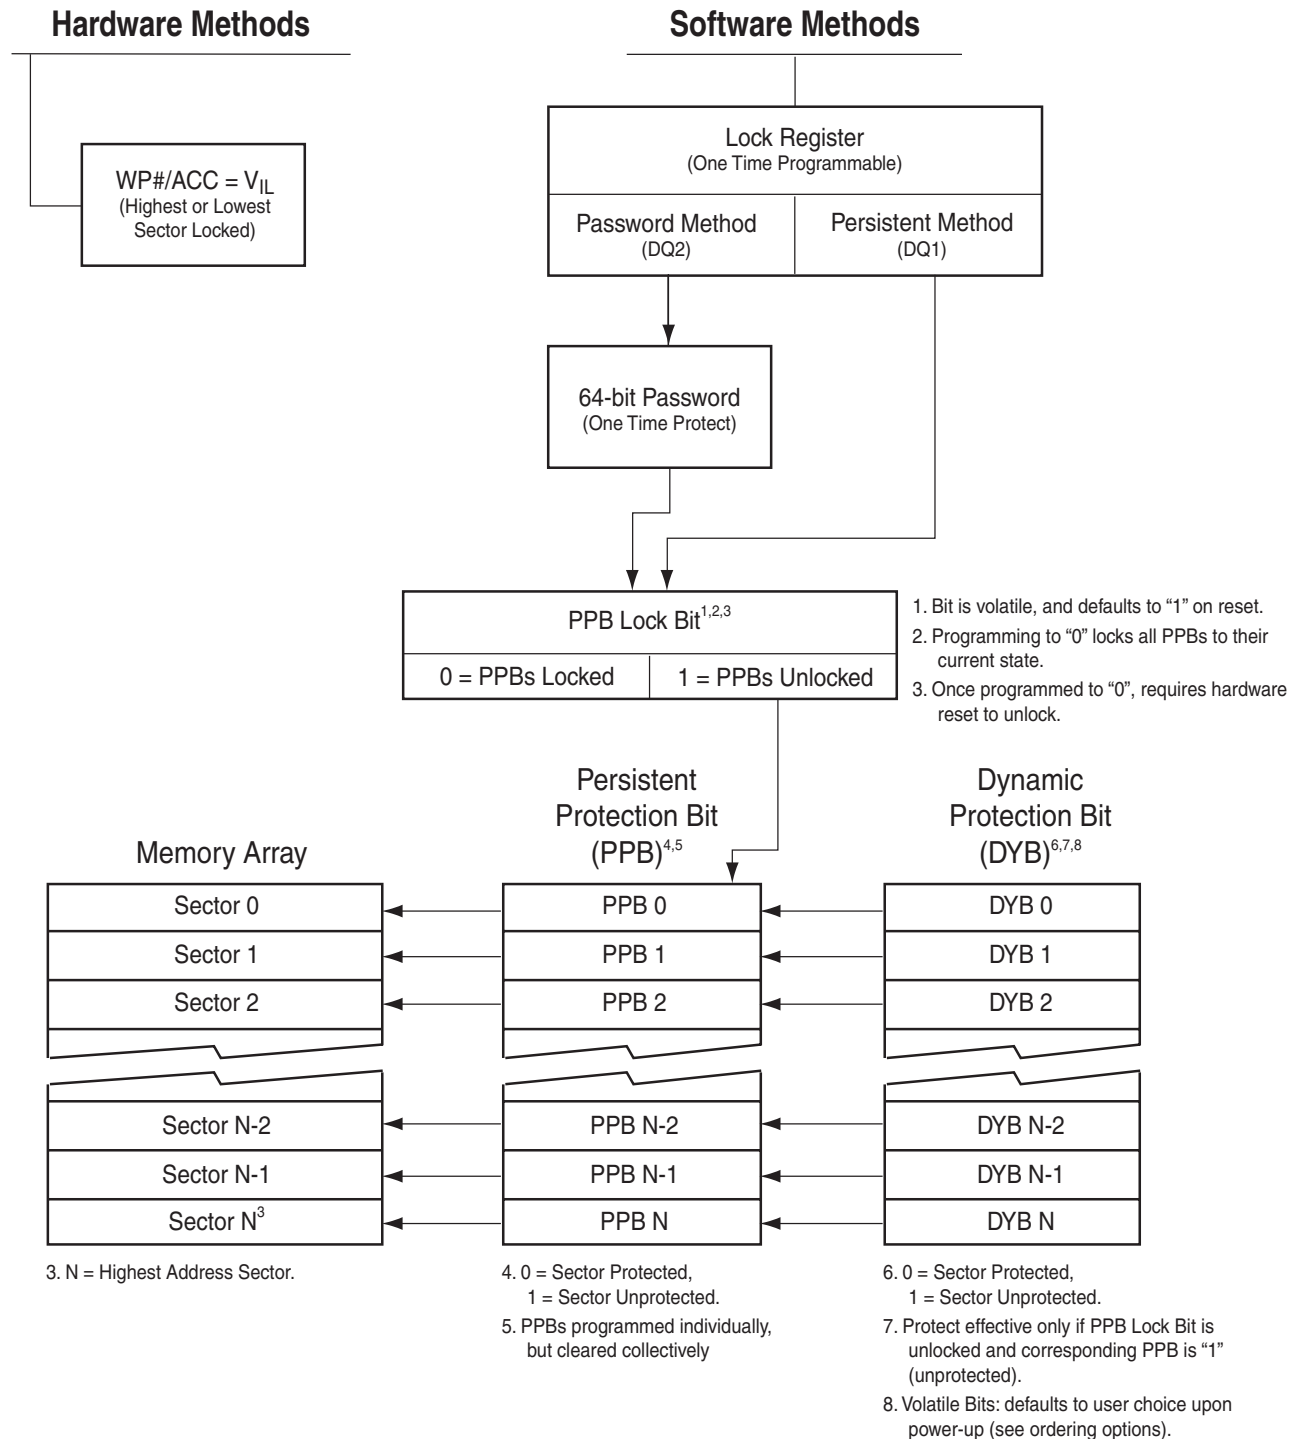 Hardware Methods
Software Methods
WP#/ACC = VIL
(Highest or Lowest
Sector Locked)
Lock Register
(One Time Programmable)
Password Method
(DQ2)
Persistent Method
(DQ1)
64-bit Password
(One Time Protect)
PPB Lock Bit1,2,3
0 = PPBs Locked
1 = PPBs Unlocked
1. Bit is volatile, and defaults to “1” on reset.
2. Programming to “0” locks all PPBs to their
current state.
3. Once programmed to “0”, requires hardware
reset to unlock.
Memory Array
Persistent
Protection Bit
(PPB)4,5
Dynamic
Protection Bit
(DYB)6,7,8
Sector 0
PPB 0
DYB 0
Sector 1
PPB 1
DYB 1
Sector 2
PPB 2
DYB 2
Sector N-2
PPB N-2
DYB N-2
Sector N-1
PPB N-1
DYB N-1
Sector N3
PPB N
DYB N
3. N = Highest Address Sector.
4. 0 = Sector Protected,
1 = Sector Unprotected.
5. PPBs programmed individually,
but cleared collectively
6. 0 = Sector Protected,
1 = Sector Unprotected.
7. Protect effective only if PPB Lock Bit is
unlocked and corresponding PPB is “1”
(unprotected).
8. Volatile Bits: defaults to user choice upon
power-up (see ordering options).